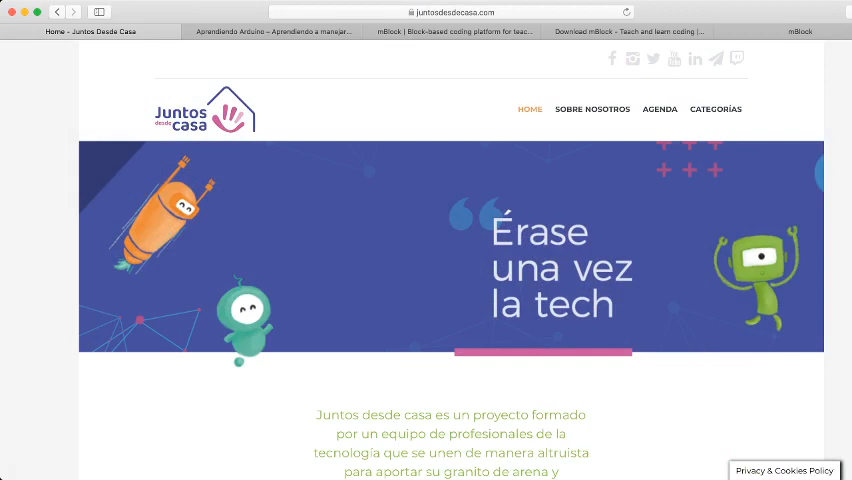 juntosdesdecasa.com
Home - Juntos Desde Casa
Aprendiendo Arduino – Aprendiendo a manejar...
mBlock | Block-based coding platform for teac...
Download mBlock - Teach and learn coding |...
mBlock
Juntos
desde
casa
HOME
SOBRE NOSOTROS
AGENDA
CATEGORÍAS
“ Érase
una vez
la tech
Juntos desde casa es un proyecto formado
por un equipo de profesionales de la
tecnología que se unen de manera altruista
para aportar su granito de arena y
Privacy & Cookies Policy